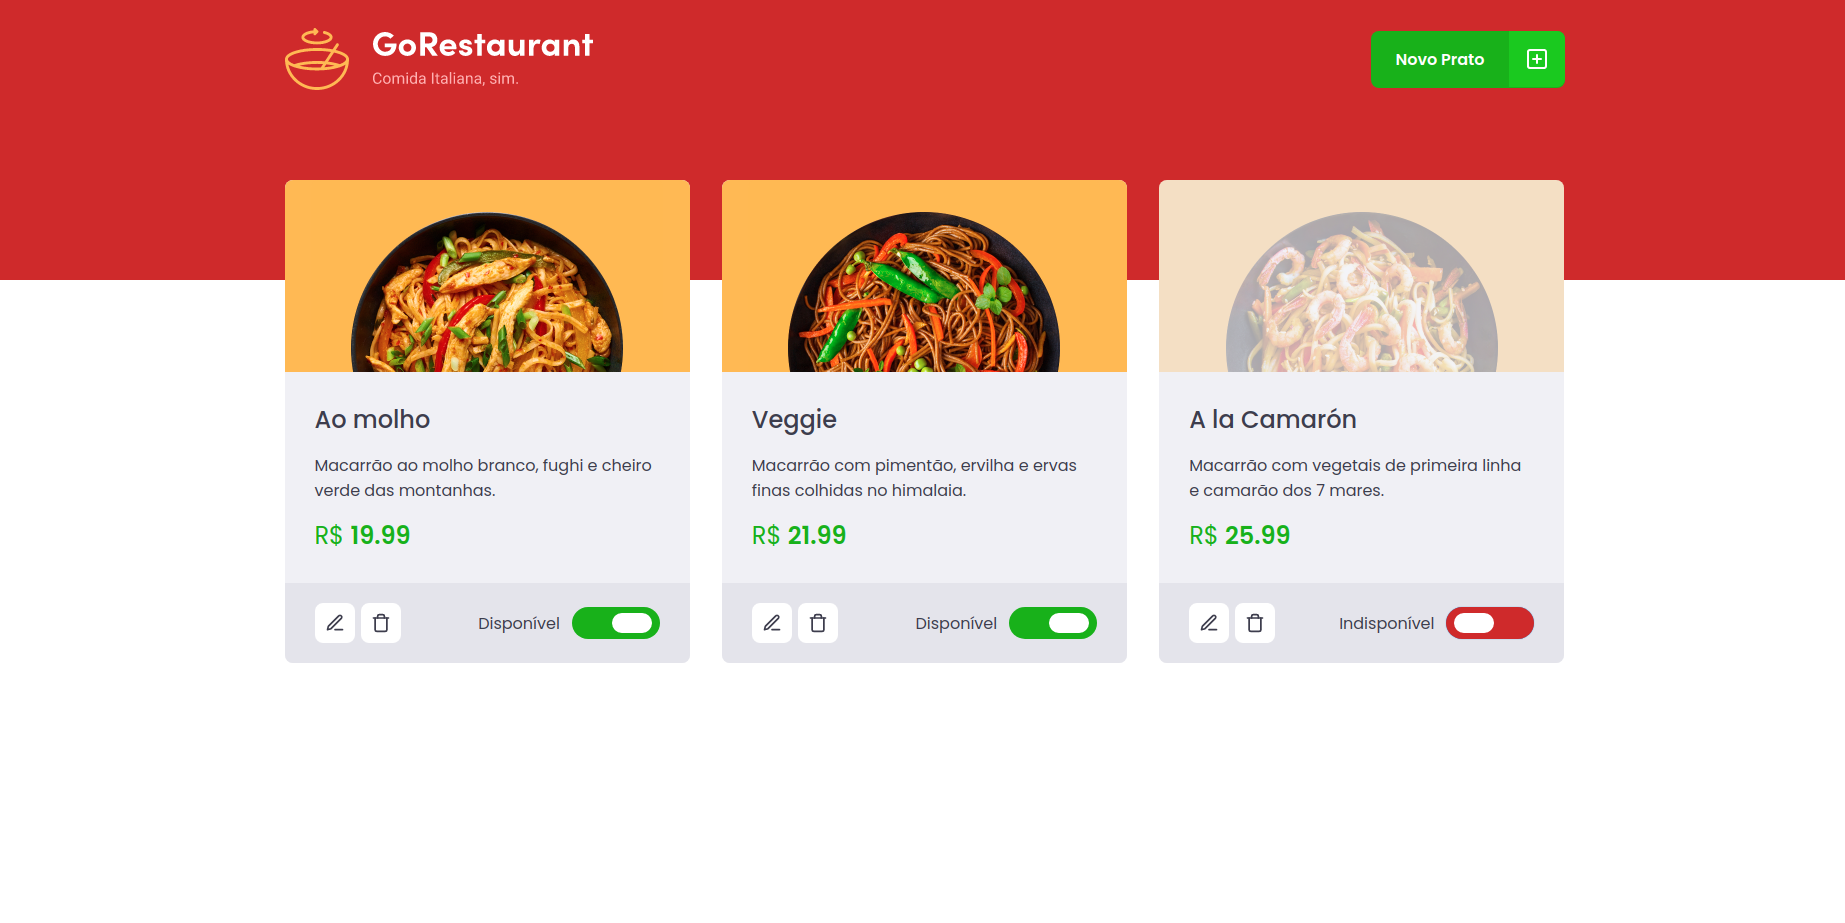 GoRestaurant
Comida Italiana, sim.
Novo Prato
Ao molho
Macarrão ao molho branco, fughi e cheiro
verde das montanhas.
R$ 19.99
Disponível
Veggie
Macarrão com pimentão, ervilha e ervas
finas colhidas no himalaia.
R$ 21.99
Disponível
A la Camarón
Macarrão com vegetais de primeira linha
e camarão dos 7 mares.
R$ 25.99
Indisponível